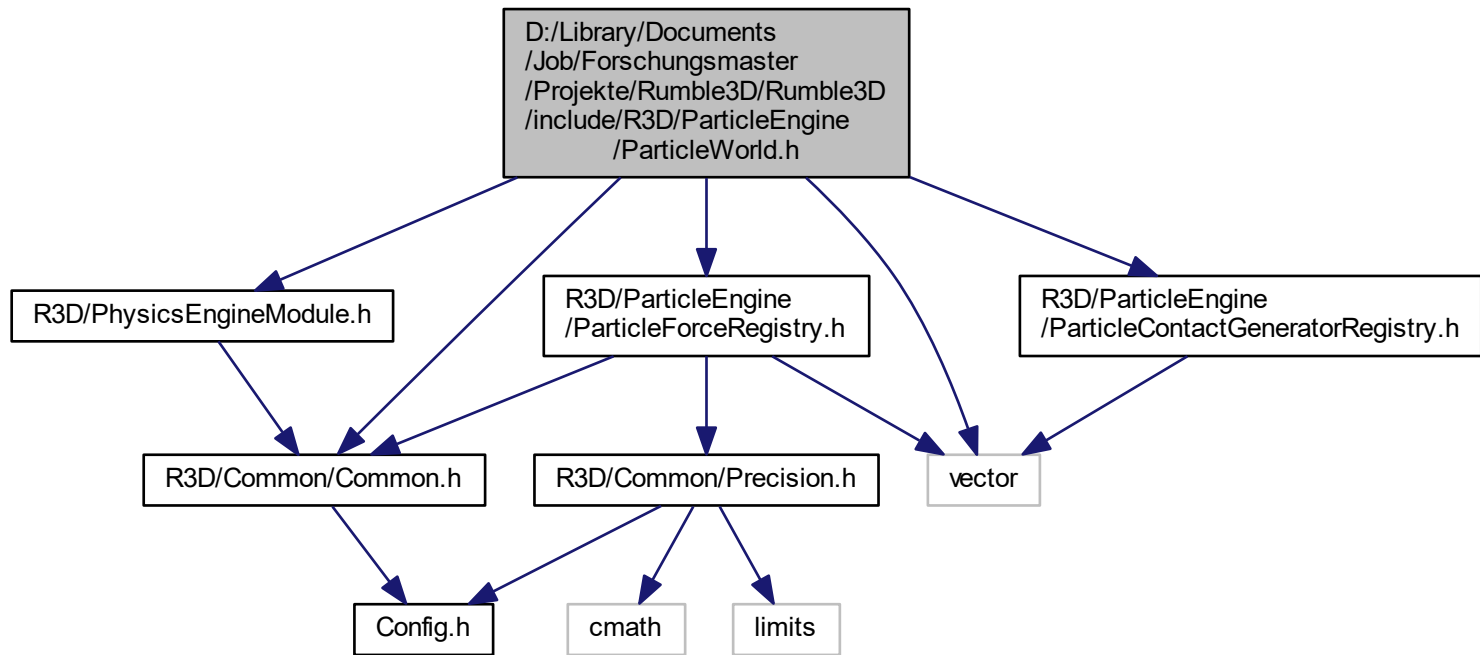 D:/Library/Documents
/Job/Forschungsmaster
/Projekte/Rumble3D/Rumble3D
/include/R3D/ParticleEngine
/ParticleWorld.h
R3D/PhysicsEngineModule.h
R3D/ParticleEngine
/ParticleForceRegistry.h
R3D/ParticleEngine
/ParticleContactGeneratorRegistry.h
R3D/Common/Common.h
R3D/Common/Precision.h
vector
Config.h
cmath
limits